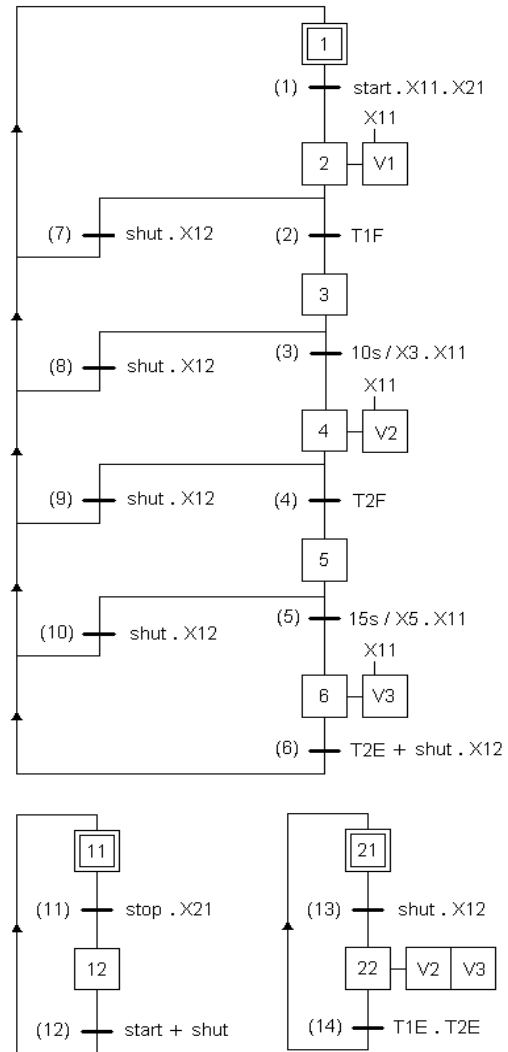 1
(1) start . X11 . X21
X11
2 V1
(7) shut . X12 (2) T1F
3
(8) shut . X12 (3) 10s / X3 . X11
X11
4 V2
(9) shut . X12 (4) T2F
5
(10) shut . X12 (5) 15s / X5 . X11
X11
6 V3
(6) T2E + shut . X12
11 21
(11) stop . X21 (13) shut . X12
12 22 V2 V3
(12) start + shut (14) T1E . T2E